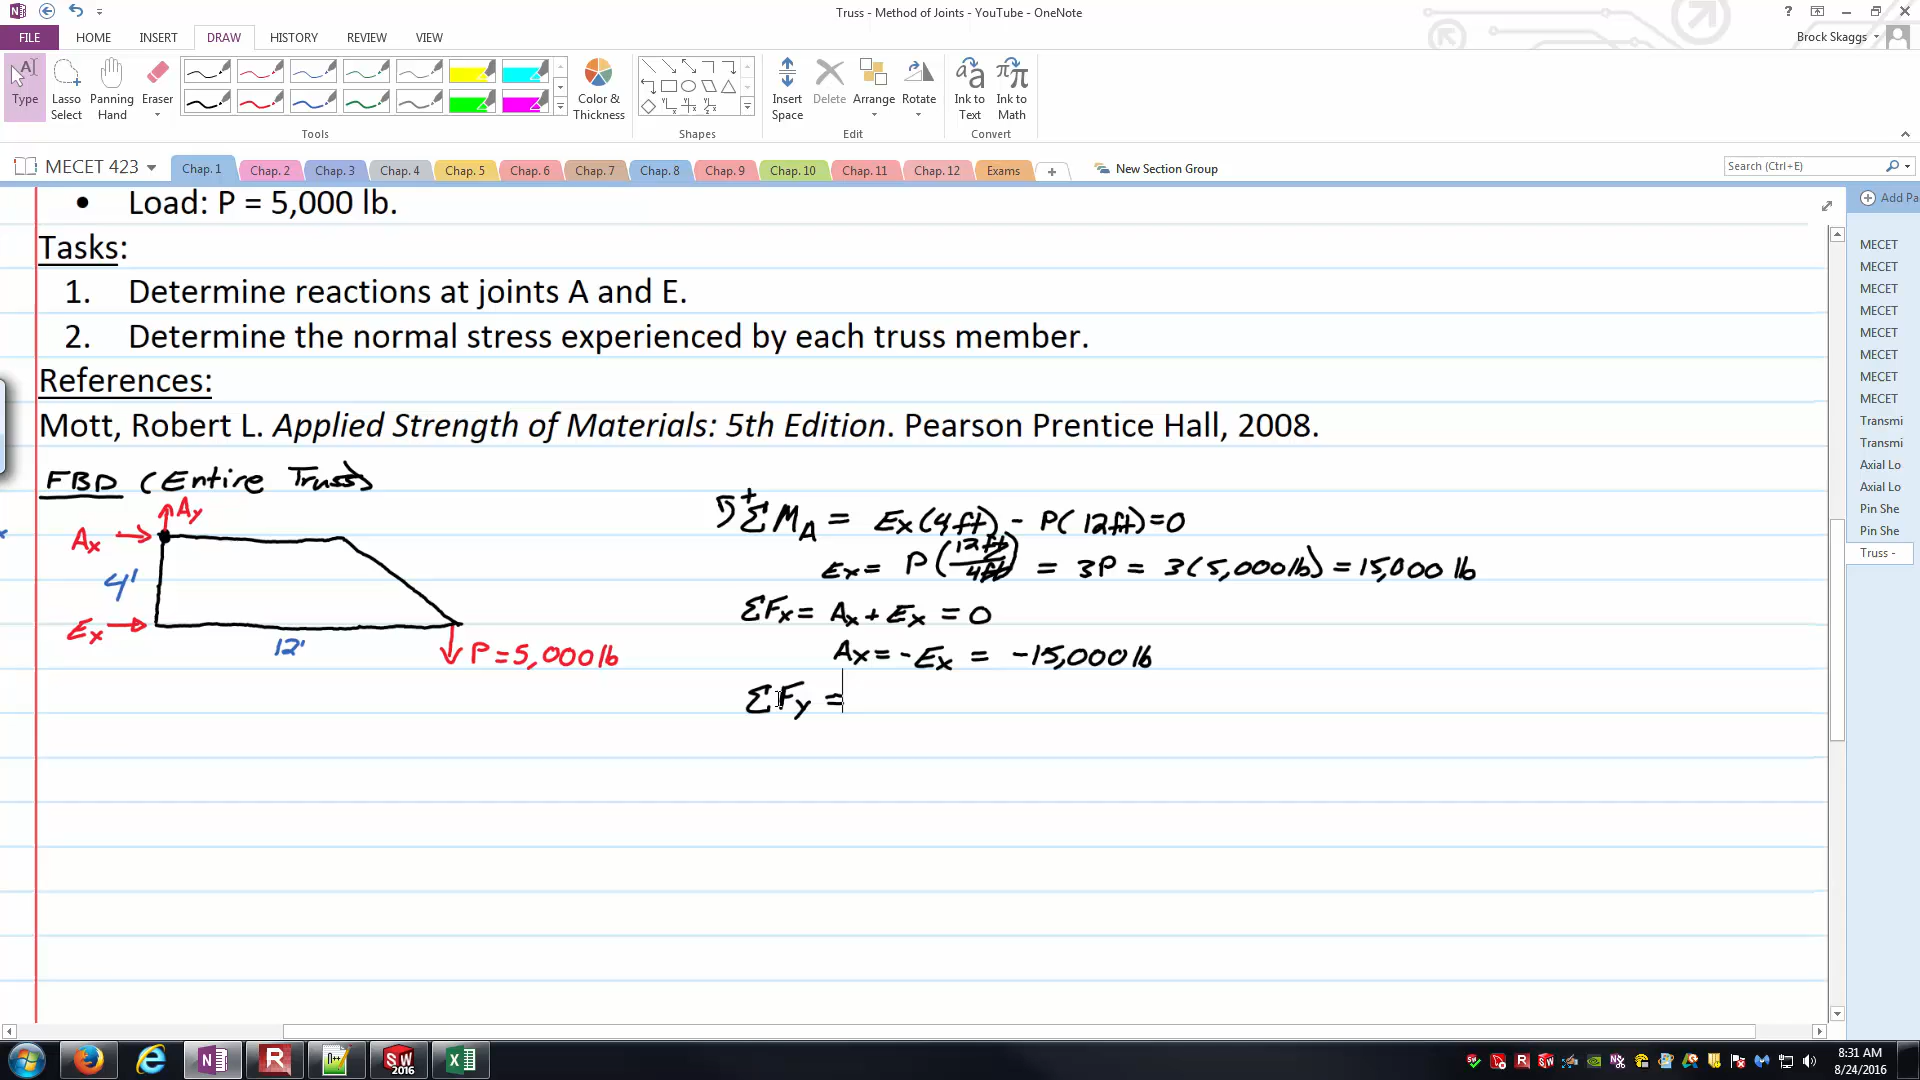 Truss - Method of Joints - YouTube - OneNote
FILE HOME INSERT DRAW HISTORY REVIEW VIEW
Brock Skaggs
Type
Lasso Select
Panning Hand
Eraser
Color & Thickness
Insert Space
Delete
Arrange
Rotate
Ink to Text
Ink to Math
Tools
Shapes
Edit
Convert
MECET 423
Chap. 1 Chap. 2 Chap. 3 Chap. 4 Chap. 5 Chap. 6 Chap. 7 Chap. 8 Chap. 9 Chap. 10 Chap. 11 Chap. 12 Exams
New Section Group
Search (Ctrl+E)
Add Pa
MECET
MECET
MECET
MECET
MECET
MECET
MECET
MECET
Transmi
Transmi
Axial Lo
Axial Lo
Pin She
Pin She
Truss -
• Load: P = 5,000 lb.
Tasks:
1. Determine reactions at joints A and E.
2. Determine the normal stress experienced by each truss member.
References:
Mott, Robert L. Applied Strength of Materials: 5th Edition. Pearson Prentice Hall, 2008.
FBD (Entire Truss)
Ay
Ax
4'
Ex
12'
P = 5,000 lb
+ΣMA = Ex(4ft) - P(12ft) = 0
Ex = P(12ft/4ft) = 3P = 3(5,000 lb) = 15,000 lb
ΣFx = Ax + Ex = 0
Ax = -Ex = -15,000 lb
ΣFy =
SW 2016
8:31 AM
8/24/2016